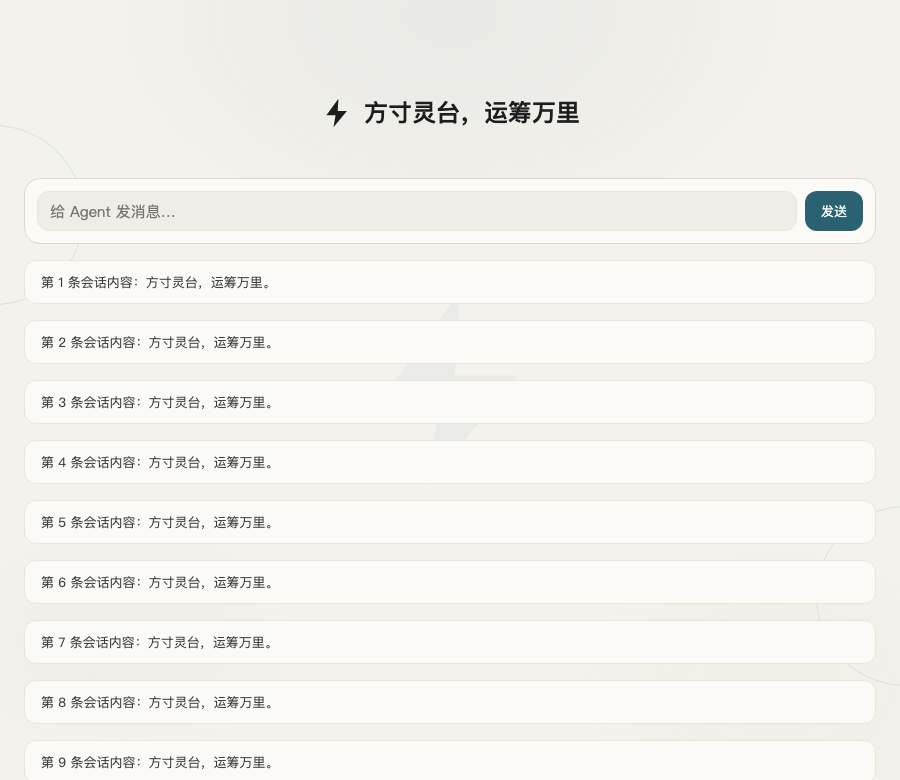 方寸灵台，运筹万里
给 Agent 发消息…
发送
第 1 条会话内容：方寸灵台，运筹万里。
第 2 条会话内容：方寸灵台，运筹万里。
第 3 条会话内容：方寸灵台，运筹万里。
第 4 条会话内容：方寸灵台，运筹万里。
第 5 条会话内容：方寸灵台，运筹万里。
第 6 条会话内容：方寸灵台，运筹万里。
第 7 条会话内容：方寸灵台，运筹万里。
第 8 条会话内容：方寸灵台，运筹万里。
第 9 条会话内容：方寸灵台，运筹万里。